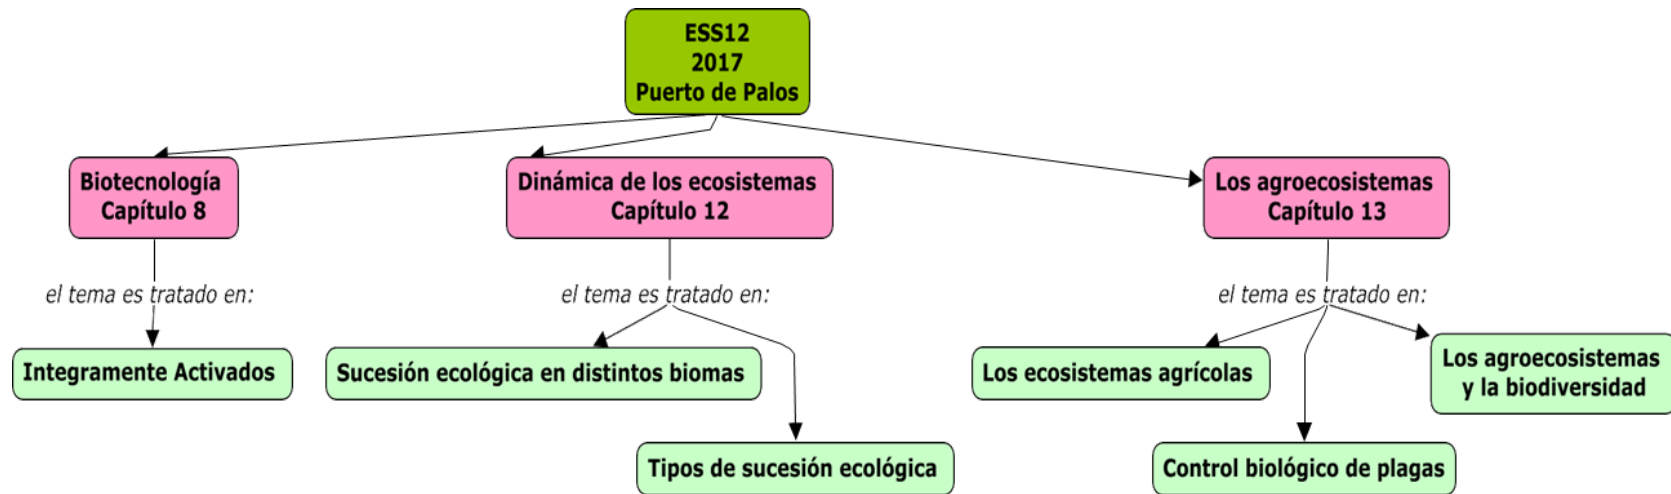 ESS12
2017
Puerto de Palos
Biotecnología
Capítulo 8
Dinámica de los ecosistemas
Capítulo 12
Los agroecosistemas
Capítulo 13
el tema es tratado en:
el tema es tratado en:
el tema es tratado en:
Integramente Activados
Sucesión ecológica en distintos biomas
Los ecosistemas agrícolas
Los agroecosistemas
y la biodiversidad
Tipos de sucesión ecológica
Control biológico de plagas